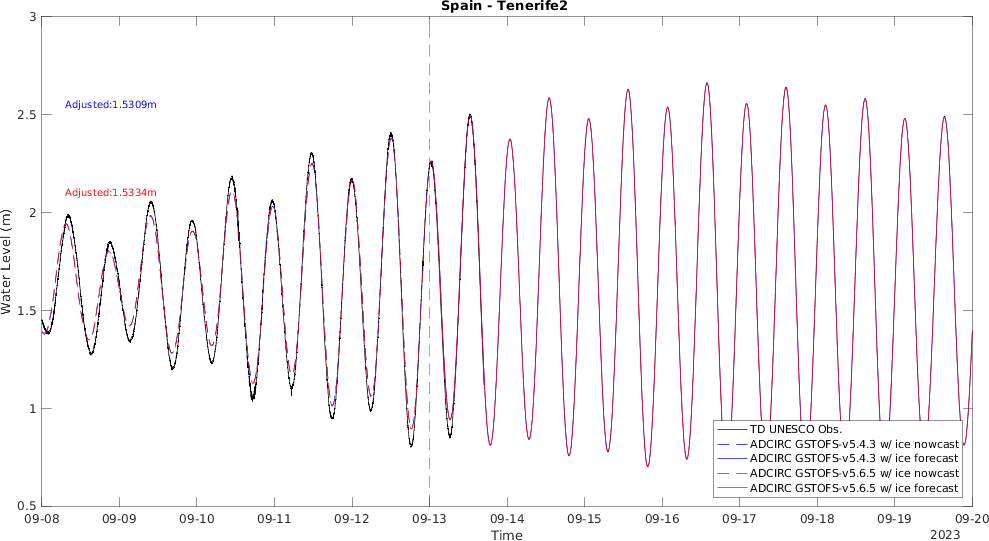 Spain - Tenerife2
3
2.5
2
1.5
1
0.5
Water Level (m)
Adjusted:1.5309m
Adjusted:1.5334m
TD UNESCO Obs.
ADCIRC GSTOFS-v5.4.3 w/ ice nowcast
ADCIRC GSTOFS-v5.4.3 w/ ice forecast
ADCIRC GSTOFS-v5.6.5 w/ ice nowcast
ADCIRC GSTOFS-v5.6.5 w/ ice forecast
09-08 09-09 09-10 09-11 09-12 09-13 09-14 09-15 09-16 09-17 09-18 09-19 09-20
Time
2023